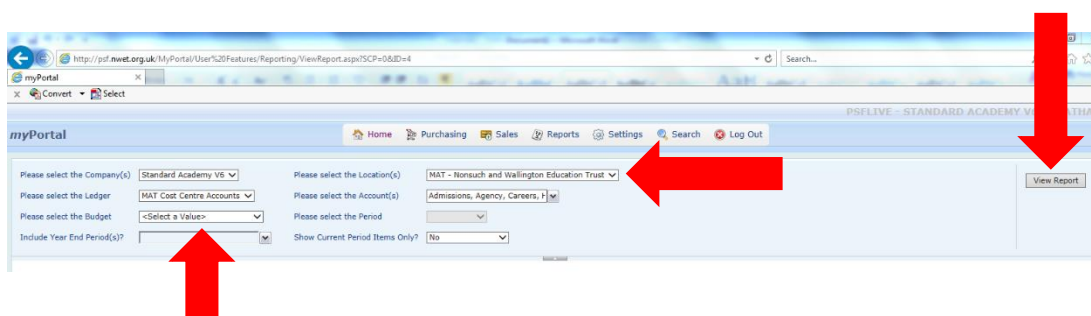 http://psf.nwet.org.uk/MyPortal/User%20Features/Reporting/ViewReport.aspx?SCP=0&dD=4 Search...
myPortal x
x Convert Select
PSFLIVE - STANDARD ACADEMY
myPortal Home Purchasing Sales Reports Settings Search Log Out
Please select the Company(s) Standard Academy V6 Please select the Location(s) MAT - Nonsuch and Wallington Education Trust View Report
Please select the Ledger MAT Cost Centre Accounts Please select the Account(s) Admissions, Agency, Careers,
Please select the Budget <Select a Value> Please select the Period
Include Year End Period(s)? Show Current Period Items Only? No